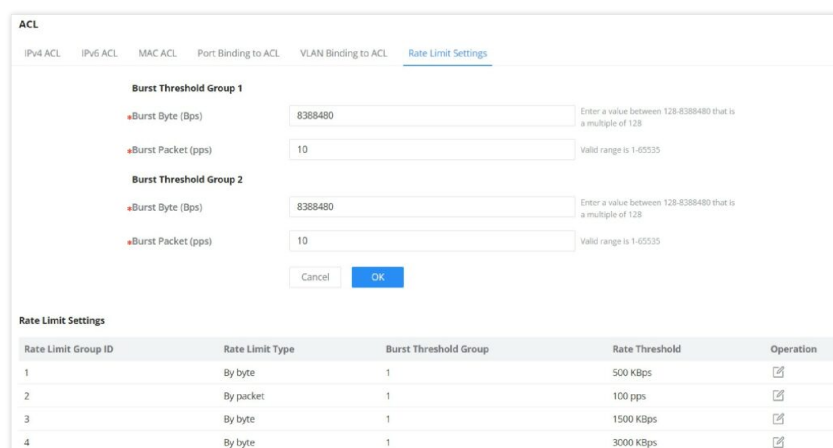 ACL
IPv4 ACL IPv6 ACL MAC ACL Port Binding to ACL VLAN Binding to ACL Rate Limit Settings
Burst Threshold Group 1
*Burst Byte (Bps) 8388480 Enter a value between 128-8388480 that is
a multiple of 128
*Burst Packet (pps) 10 Valid range is 1-65535
Burst Threshold Group 2
*Burst Byte (Bps) 8388480 Enter a value between 128-8388480 that is
a multiple of 128
*Burst Packet (pps) 10 Valid range is 1-65535
Cancel OK
Rate Limit Settings
Rate Limit Group ID Rate Limit Type Burst Threshold Group Rate Threshold Operation
1 By byte 1 500 KBps
2 By packet 1 100 pps
3 By byte 1 1500 KBps
4 By byte 1 3000 KBps